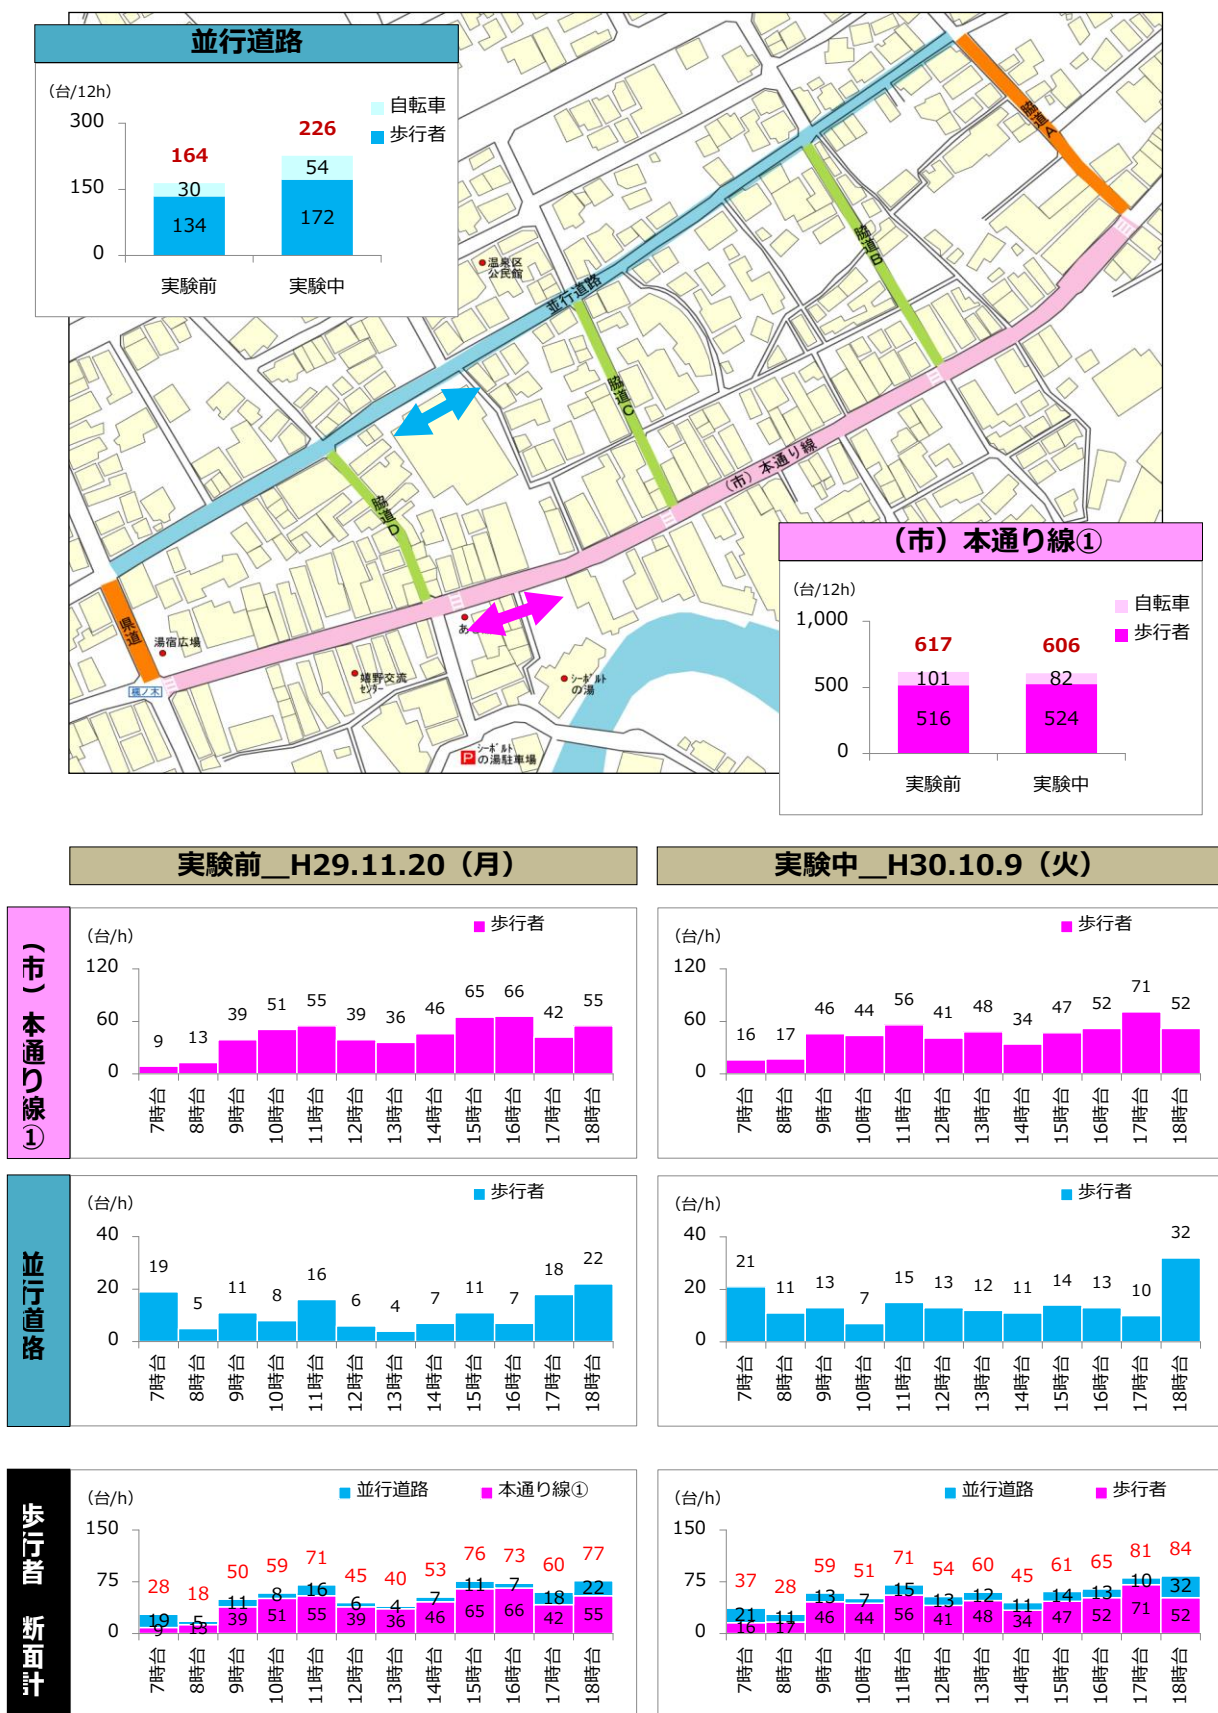 並行道路
（台/12h）
300
150
0
自転車
歩行者
164
30
134
226
54
172
実験前
実験中
脇道A
脇道B
温泉区
公民館
並行道路
脇道C
（市）本通り線
脇道D
県道
湯宿広場
あ
嬉野交流
センター
シーボルト
の湯
シーボルト
P の湯駐車場
（市）本通り線①
（台/12h）
1,000
500
0
自転車
歩行者
617
101
516
606
82
524
実験前
実験中
実験前_H29.11.20（月）
実験中_H30.10.9（火）
（市）本通り線①
（台/h）
歩行者
120
60
0
9 13 39 51 55 39 36 46 65 66 42 55
7時台 8時台 9時台 10時台 11時台 12時台 13時台 14時台 15時台 16時台 17時台 18時台
（台/h）
歩行者
120
60
0
16 17 46 44 56 41 48 34 47 52 71 52
7時台 8時台 9時台 10時台 11時台 12時台 13時台 14時台 15時台 16時台 17時台 18時台
並行道路
（台/h）
歩行者
40
20
0
19 5 11 8 16 6 4 7 11 7 18 22
7時台 8時台 9時台 10時台 11時台 12時台 13時台 14時台 15時台 16時台 17時台 18時台
（台/h）
歩行者
40
20
0
21 11 13 7 15 13 12 11 14 13 10 32
7時台 8時台 9時台 10時台 11時台 12時台 13時台 14時台 15時台 16時台 17時台 18時台
歩行者 断面計
（台/h）
並行道路 本通り線①
150
75
0
28 18 50 59 71 45 40 53 76 73 60 77
19 5 11 8 16 6 4 7 11 7 18 22
9 13 39 51 55 39 36 46 65 66 42 55
7時台 8時台 9時台 10時台 11時台 12時台 13時台 14時台 15時台 16時台 17時台 18時台
（台/h）
並行道路 歩行者
150
75
0
37 28 59 51 71 54 60 45 61 65 81 84
21 11 13 7 15 13 12 11 14 13 10 32
16 17 46 44 56 41 48 34 47 52 71 52
7時台 8時台 9時台 10時台 11時台 12時台 13時台 14時台 15時台 16時台 17時台 18時台